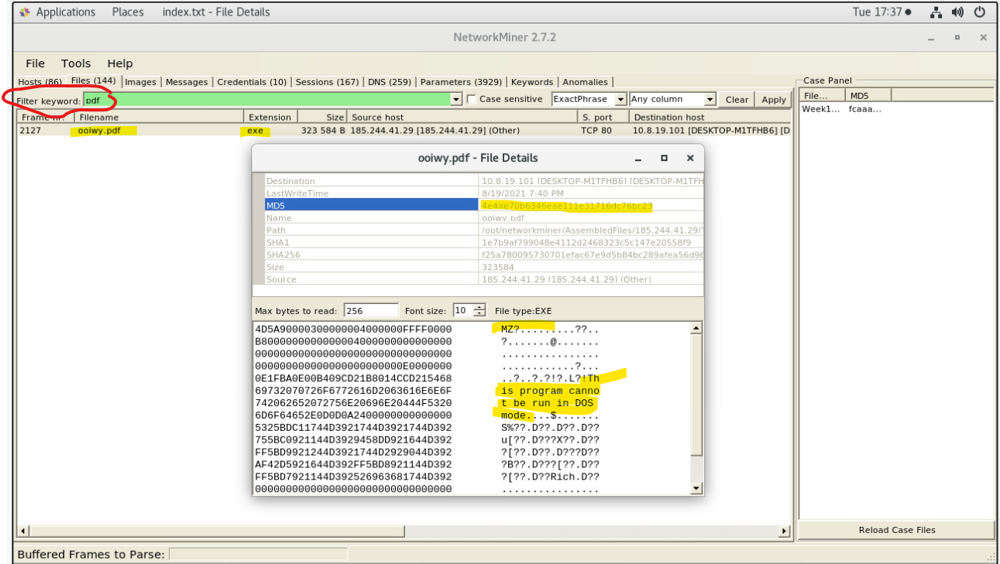 Applications Places index.txt - File Details Tue 17:37
NetworkMiner 2.7.2
File Tools Help
Hosts (86) Files (144) Images Messages Credentials (10) Sessions (167) DNS (259) Parameters (3929) Keywords Anomalies
Case Panel
Filter keyword: pdf Case sensitive ExactPhrase Any column Clear Apply
File... MD5
Week1... fcaaa...
Frame nr. Filename Extension Size Source host S. port Destination host
2127 ooiwy.pdf exe 323 584 B 185.244.41.29 [185.244.41.29] (Other) TCP 80 10.8.19.101 [DESKTOP-M1TFHB6] [D
ooiwy.pdf - File Details
Destination 10.8.19.101 [DESKTOP-M1TFHB6] [DESKTOP-M1TFH
LastWriteTime 8/19/2021 7:40 PM
MD5 4e4ae70b6346eae111e31716dc76bc23
Name ooiwy.pdf
Path /opt/networkminer/AssembledFiles/185.244.41.29/
SHA1 1e7b9af799048e4112d2468323c5c147e20558f9
SHA256 f25a780095730701efac67e9d5b84bc289afea56d96
Size 323584
Source 185.244.41.29 [185.244.41.29] (Other)
Max bytes to read: 256 Font size: 10 File type:EXE
4D5A90000300000004000000FFFF0000 MZ?.........??..
B8000000000000004000000000000000 ?.......@.......
00000000000000000000000000000000 ................
000000000000000000000000E0000000 ............?...
0E1FBA0E00B409CD21B8014CCD215468 ..?..?.?!?.L?!Th
69732070726F6772616D2063616E6E6F is program canno
742062652072756E20696E20444F5320 t be run in DOS
6D6F64652E0D0D0A2400000000000000 mode....$.......
5325BDC11744D3921744D3921744D392 S%??.D??.D??.D??
755BC0921144D3929458DD921644D392 u[??.D???X??.D??
FF5BD9921244D3921744D2929044D392 ?[??.D??.D???D??
AF42D5921644D392FF5BD8921144D392 ?B??.D???[??.D??
FF5BD7921144D392526963681744D392 ?[??.D??Rich.D??
00000000000000000000000000000000 ................
Reload Case Files
Buffered Frames to Parse: